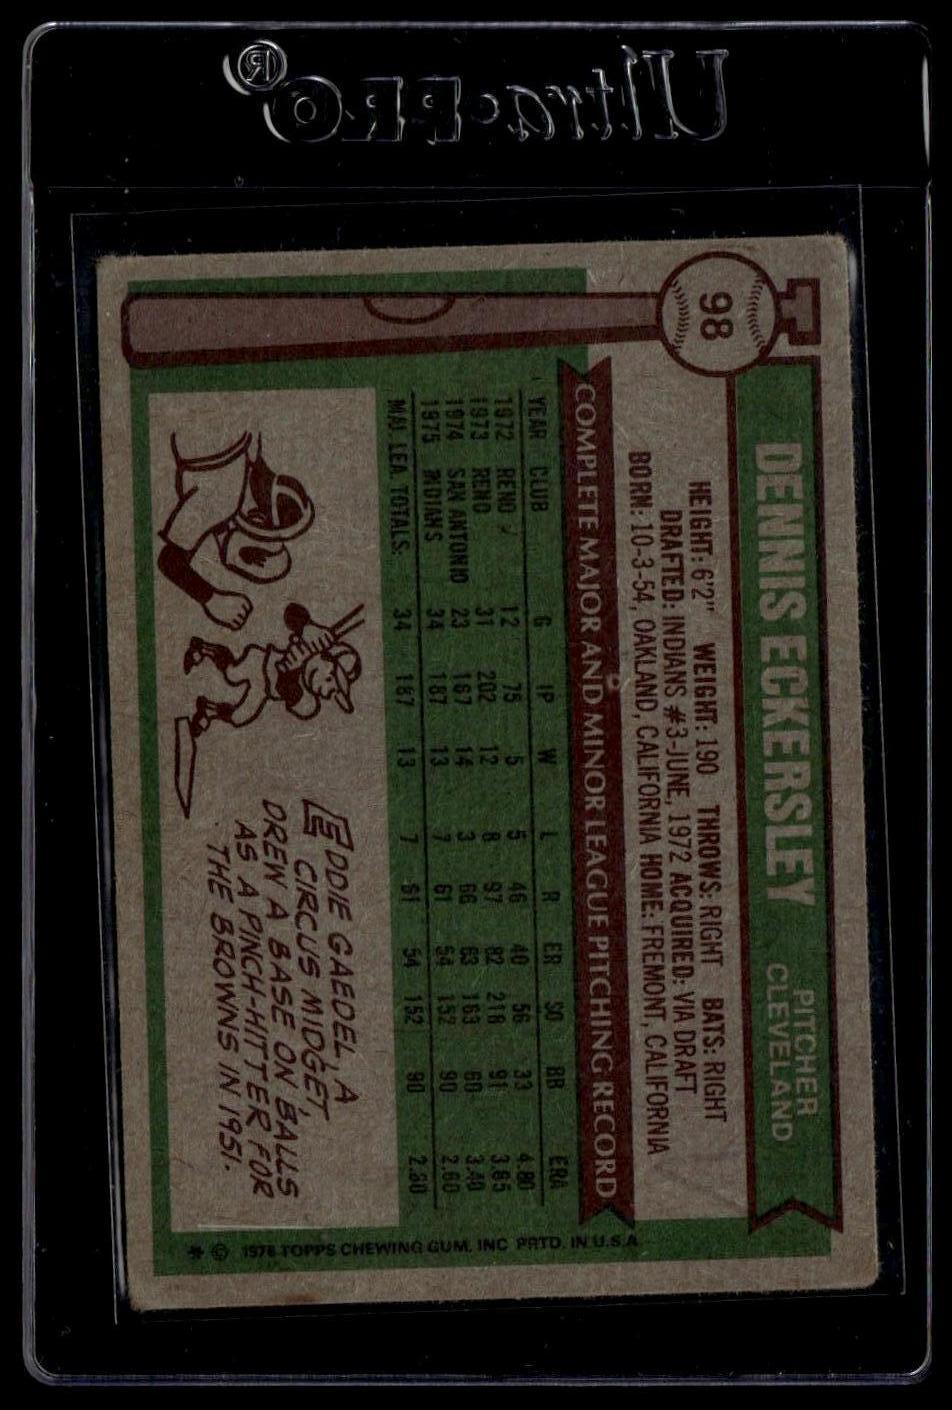 Ultra•PRO®
98
DENNIS ECKERSLEY
PITCHER
CLEVELAND
HEIGHT: 6'2" WEIGHT: 190 THROWS: RIGHT BATS: RIGHT
DRAFTED: INDIANS #3-JUNE, 1972 ACQUIRED: VIA DRAFT
BORN: 10-3-54, OAKLAND, CALIFORNIA HOME: FREMONT, CALIFORNIA
COMPLETE MAJOR AND MINOR LEAGUE PITCHING RECORD
YEAR CLUB G IP W L R ER SO BB ERA
1972 RENO 12 75 5 5 46 40 56 33 4.80
1973 RENO 31 202 12 8 97 82 218 91 3.65
1974 SAN ANTONIO 23 167 14 3 66 63 163 60 3.40
1975 INDIANS 34 187 13 7 61 54 152 90 2.60
MAJ. LEA. TOTALS: 34 187 13 7 61 54 152 90 2.60
EDDIE GAEDEL, A
CIRCUS MIDGET,
DREW A BASE ON BALLS
AS A PINCH-HITTER FOR
THE BROWNS IN 1951.
* © 1976 TOPPS CHEWING GUM, INC PRTD. IN U.S.A